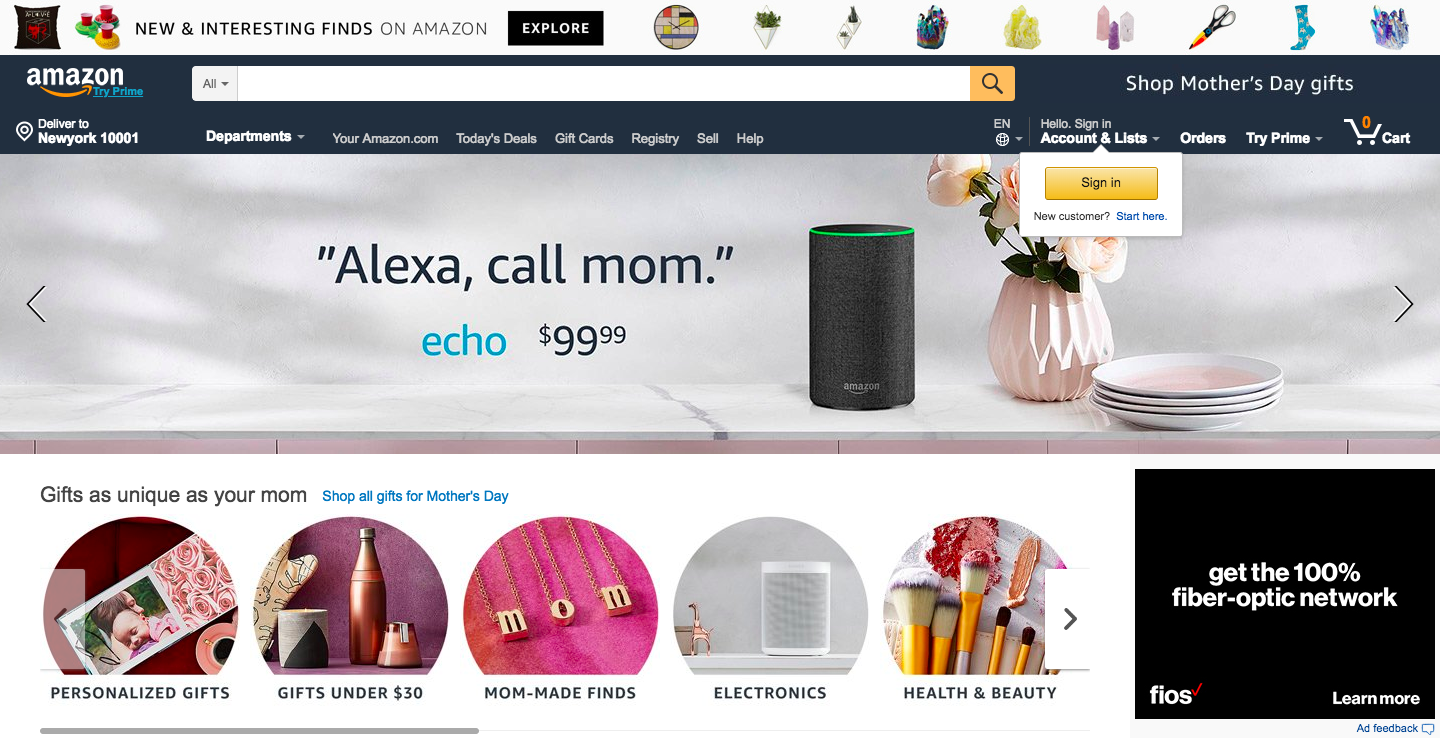 NEW & INTERESTING FINDS ON AMAZON EXPLORE
amazon
Try Prime
All
Shop Mother's Day gifts
Deliver to
Newyork 10001
Departments
Your Amazon.com Today's Deals Gift Cards Registry Sell Help
EN
Hello. Sign in
Account & Lists
Orders
Try Prime
0
Cart
Sign in
New customer? Start here.
"Alexa, call mom."
echo $99 99
amazon
Gifts as unique as your mom Shop all gifts for Mother's Day
m o m
PERSONALIZED GIFTS GIFTS UNDER $30 MOM-MADE FINDS ELECTRONICS HEALTH & BEAUTY
get the 100%
fiber-optic network
fios Learn more
Ad feedback